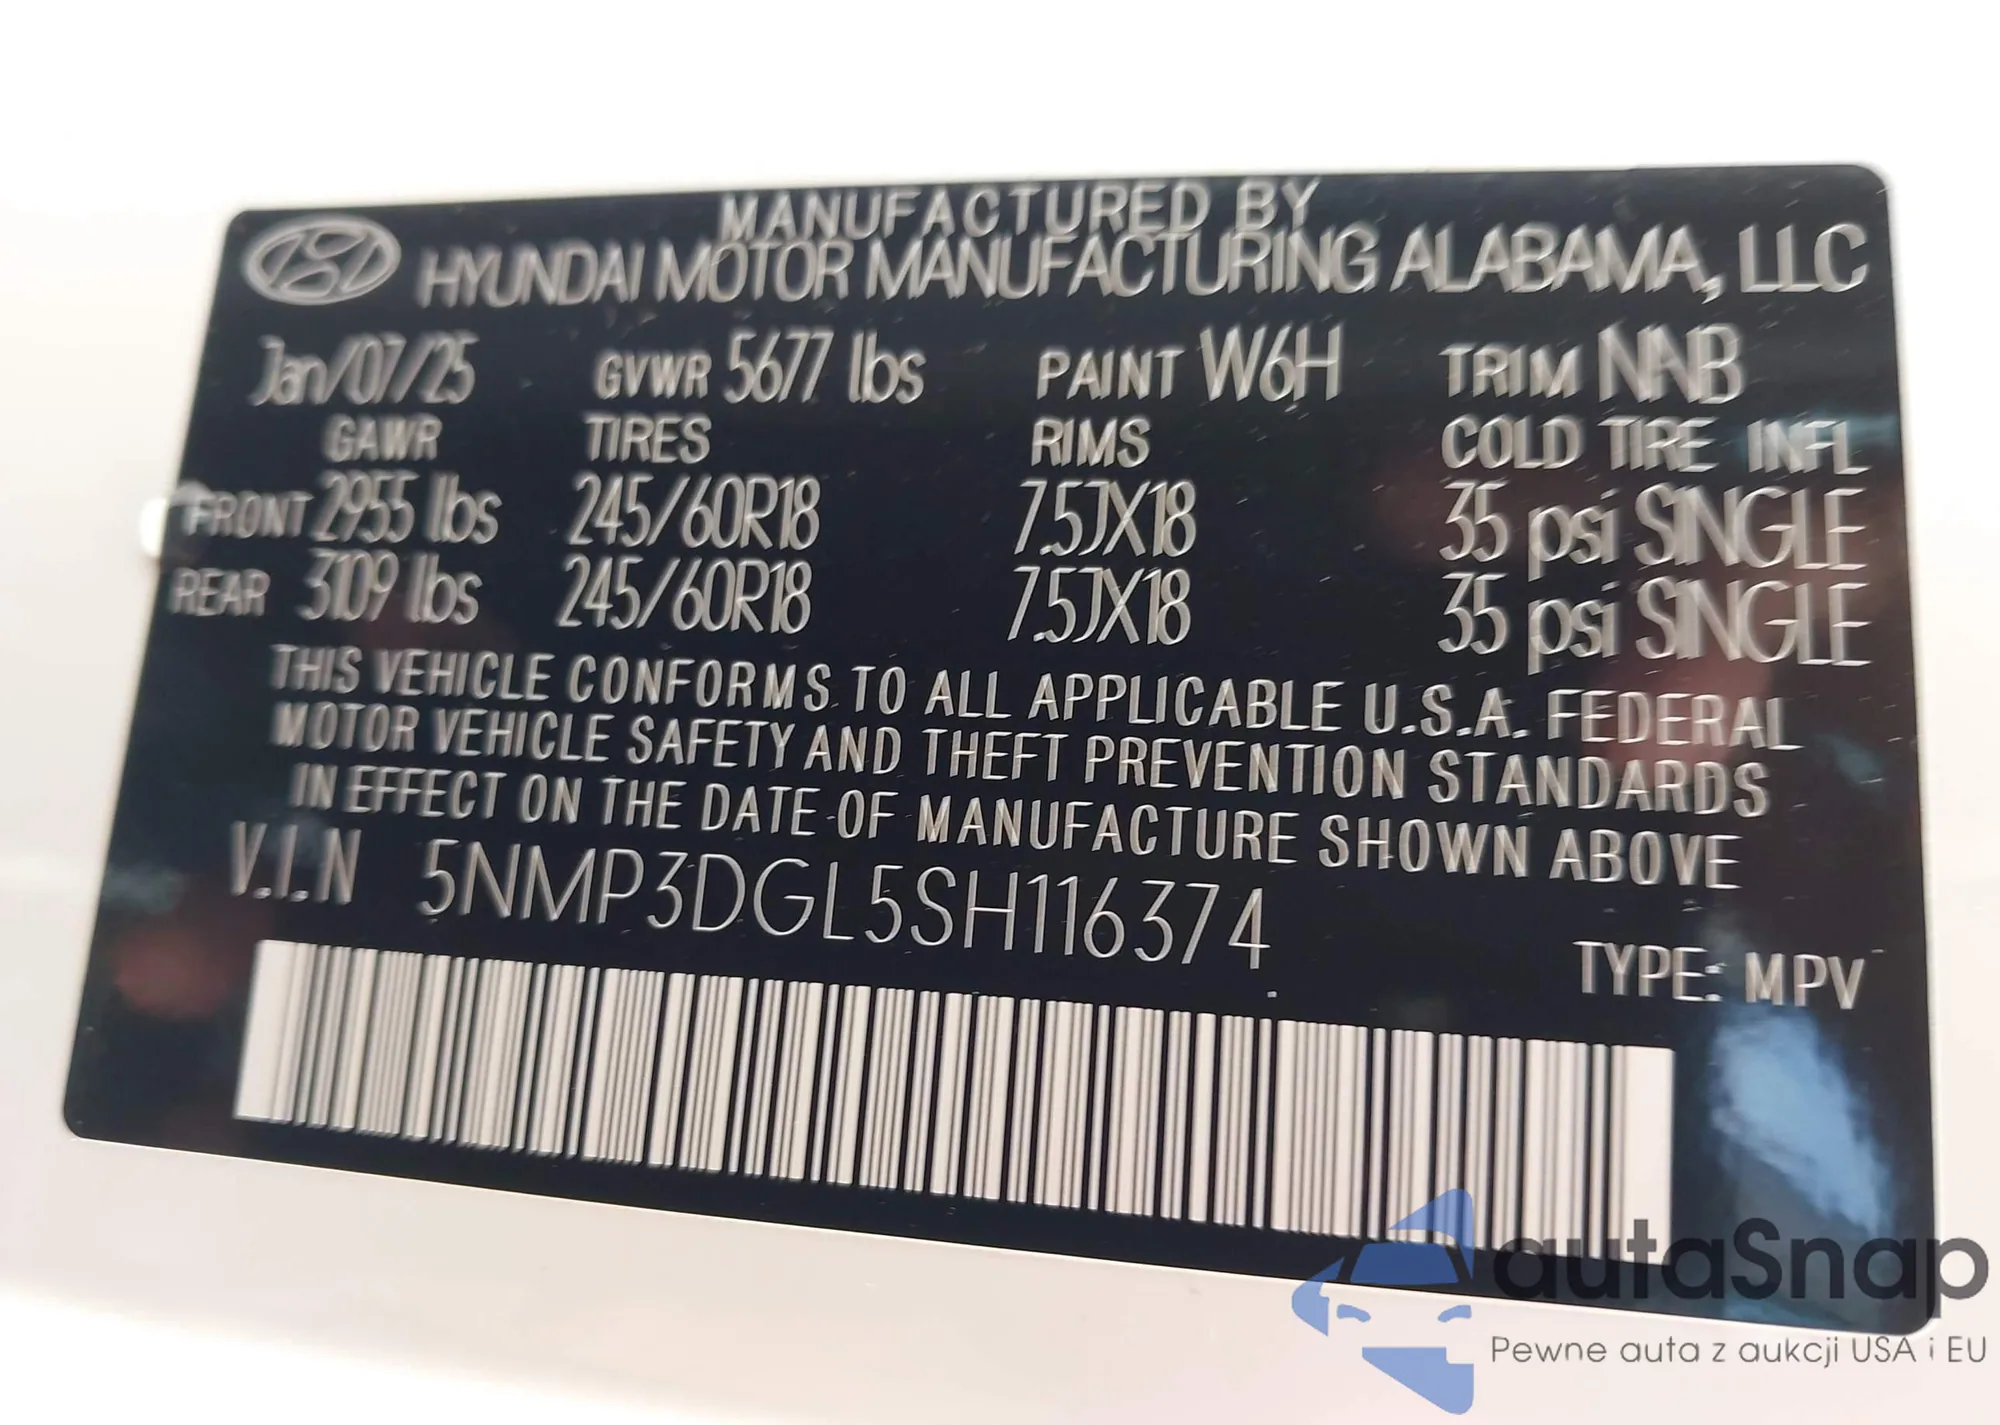 MANUFACTURED BY
HYUNDAI MOTOR MANUFACTURING ALABAMA, LLC
Jan/07/25 GVWR 5677 lbs PAINT W6H TRIM NNB
GAWR TIRES RIMS COLD TIRE INFL
FRONT 2955 lbs 245/60R18 7.5JX18 35 psi SINGLE
REAR 3109 lbs 245/60R18 7.5JX18 35 psi SINGLE
THIS VEHICLE CONFORMS TO ALL APPLICABLE U.S.A. FEDERAL
MOTOR VEHICLE SAFETY AND THEFT PREVENTION STANDARDS
IN EFFECT ON THE DATE OF MANUFACTURE SHOWN ABOVE
V.I.N 5NMP3DGL5SH116374
TYPE: MPV
autaSnap
Pewne auta z aukcji USA i EU